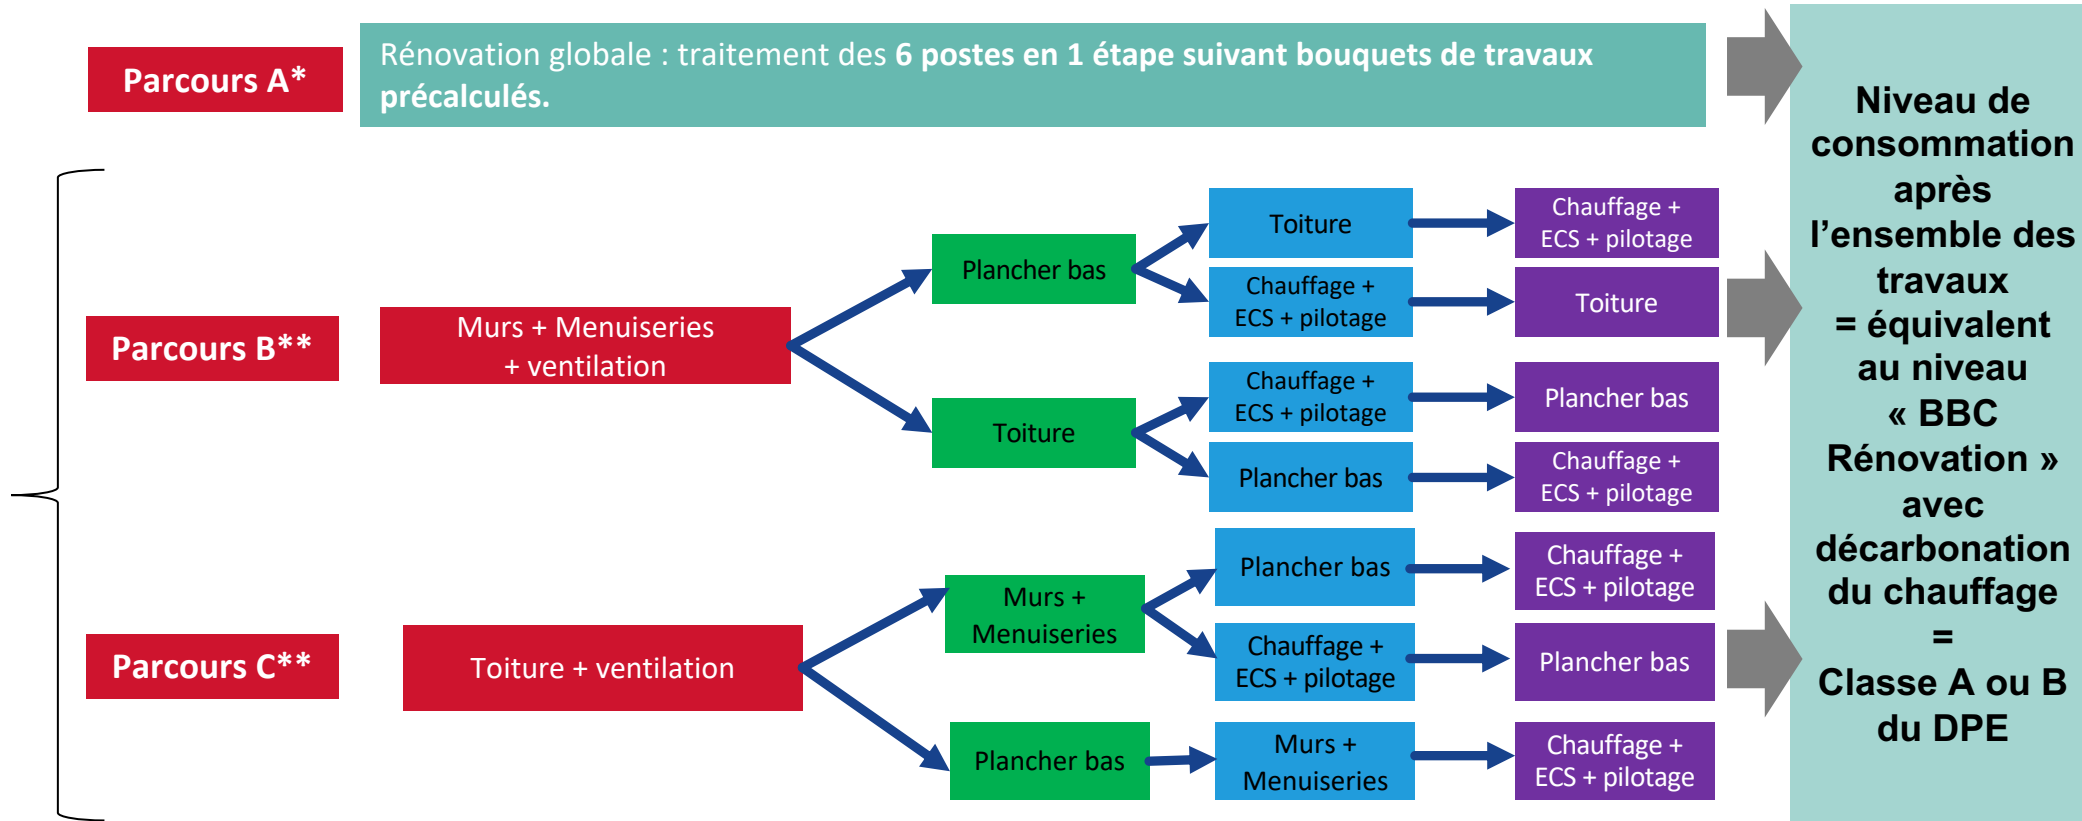 Parcours A*
Rénovation globale : traitement des 6 postes en 1 étape suivant bouquets de travaux
précalculés.
Parcours B**
Murs + Menuiseries
+ ventilation
Plancher bas
Toiture
Chauffage +
ECS + pilotage
Chauffage +
ECS + pilotage
Toiture
Toiture
Chauffage +
ECS + pilotage
Plancher bas
Plancher bas
Chauffage +
ECS + pilotage
Parcours C**
Toiture + ventilation
Murs +
Menuiseries
Plancher bas
Chauffage +
ECS + pilotage
Chauffage +
ECS + pilotage
Plancher bas
Plancher bas
Murs +
Menuiseries
Chauffage +
ECS + pilotage
Niveau de
consommation
après
l’ensemble des
travaux
= équivalent
au niveau
« BBC
Rénovation »
avec
décarbonation
du chauffage
=
Classe A ou B
du DPE